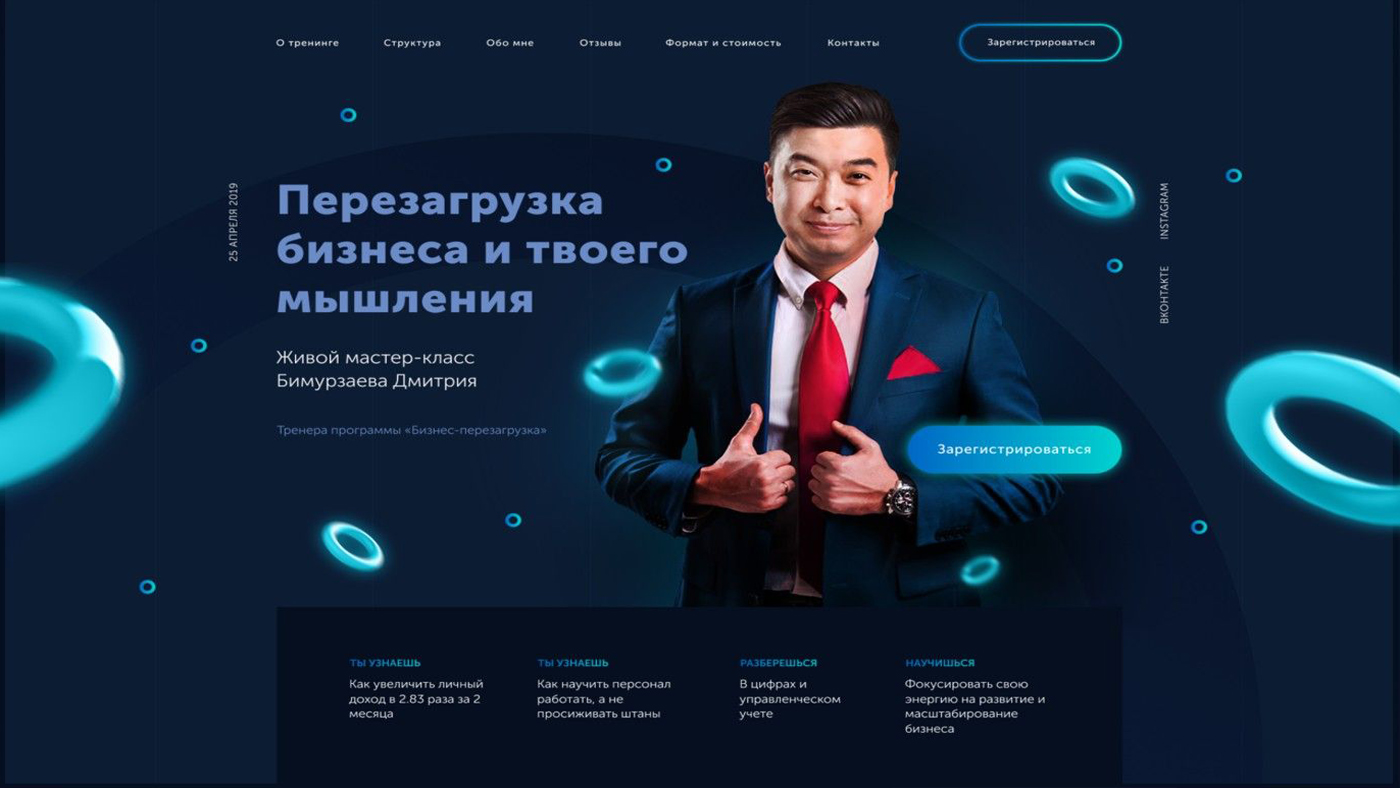 О тренинге
Структура
Обо мне
Отзывы
Формат и стоимость
Контакты
Зарегистрироваться
25 АПРЕЛЯ 2019
Перезагрузка
бизнеса и твоего
мышления
Живой мастер-класс
Бимурзаева Дмитрия
Тренера программы «Бизнес-перезагрузка»
INSTAGRAM
ВКОНТАКТЕ
Зарегистрироваться
ТЫ УЗНАЕШЬ
Как увеличить личный
доход в 2.83 раза за 2
месяца
ТЫ УЗНАЕШЬ
Как научить персонал
работать, а не
просиживать штаны
РАЗБЕРЕШЬСЯ
В цифрах и
управленческом
учете
НАУЧИШЬСЯ
Фокусировать свою
энергию на развитие и
масштабирование
бизнеса